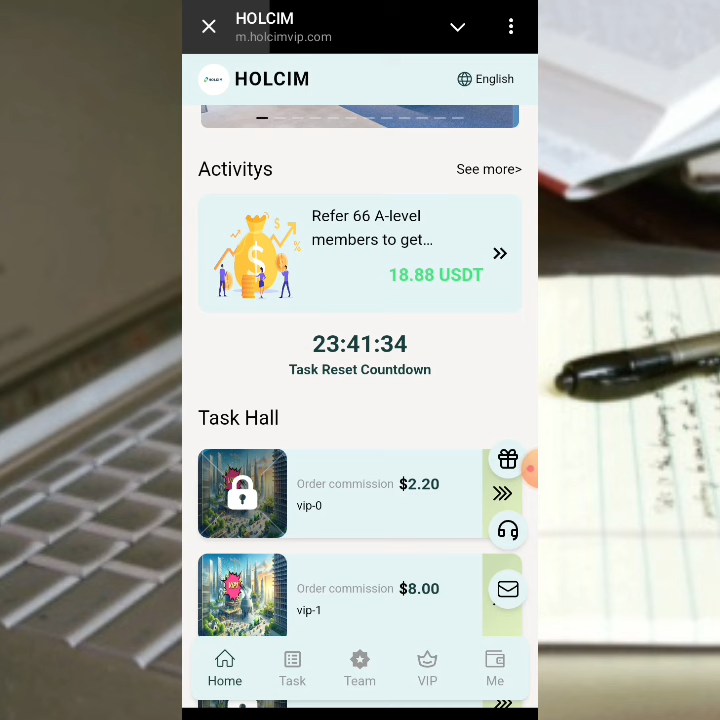 HOLCIM
m.holcimvip.com
HOLCIM
English
Activitys
See more>
Refer 66 A-level
members to get...
18.88 USDT
23:41:34
Task Reset Countdown
Task Hall
Order commission $2.20
vip-0
Order commission $8.00
vip-1
Home
Task
Team
VIP
Me